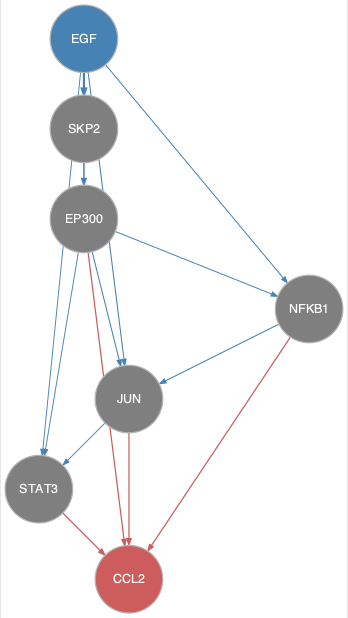 EGF
SKP2
EP300
NFKB1
JUN
STAT3
CCL2